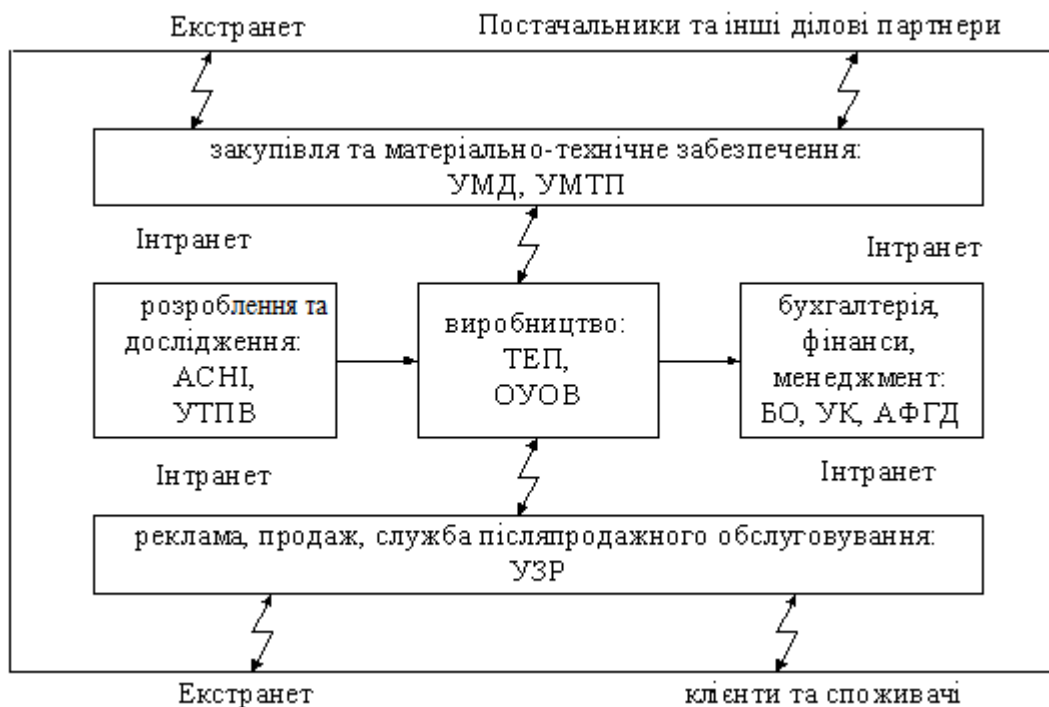 Екстранет
Постачальники та інші ділові партнери
закупівля та матеріально-технічне забезпечення:
УМД, УМТП
Інтранет
Інтранет
розроблення та
дослідження:
АСНІ,
УТПВ
виробництво:
ТЕП,
ОУОВ
бухгалтерія,
фінанси,
менеджмент:
БО, УК, АФГД
Інтранет
Інтранет
реклама, продаж, служба післяпродажного обслуговування:
УЗР
Екстранет
клієнти та споживачі